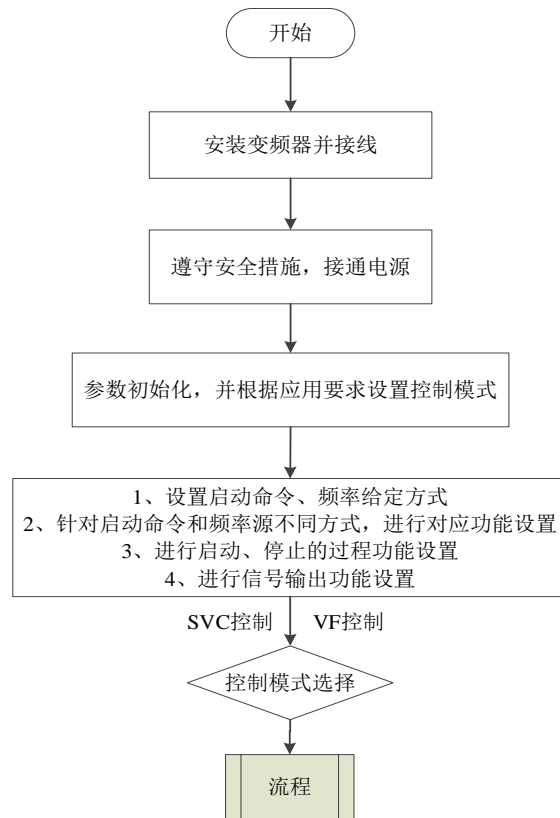 开始
安装变频器并接线
遵守安全措施，接通电源
参数初始化，并根据应用要求设置控制模式
1、设置启动命令、频率给定方式
2、针对启动命令和频率源不同方式，进行对应功能设置
3、进行启动、停止的过程功能设置
4、进行信号输出功能设置
SVC控制 VF控制
控制模式选择
流程